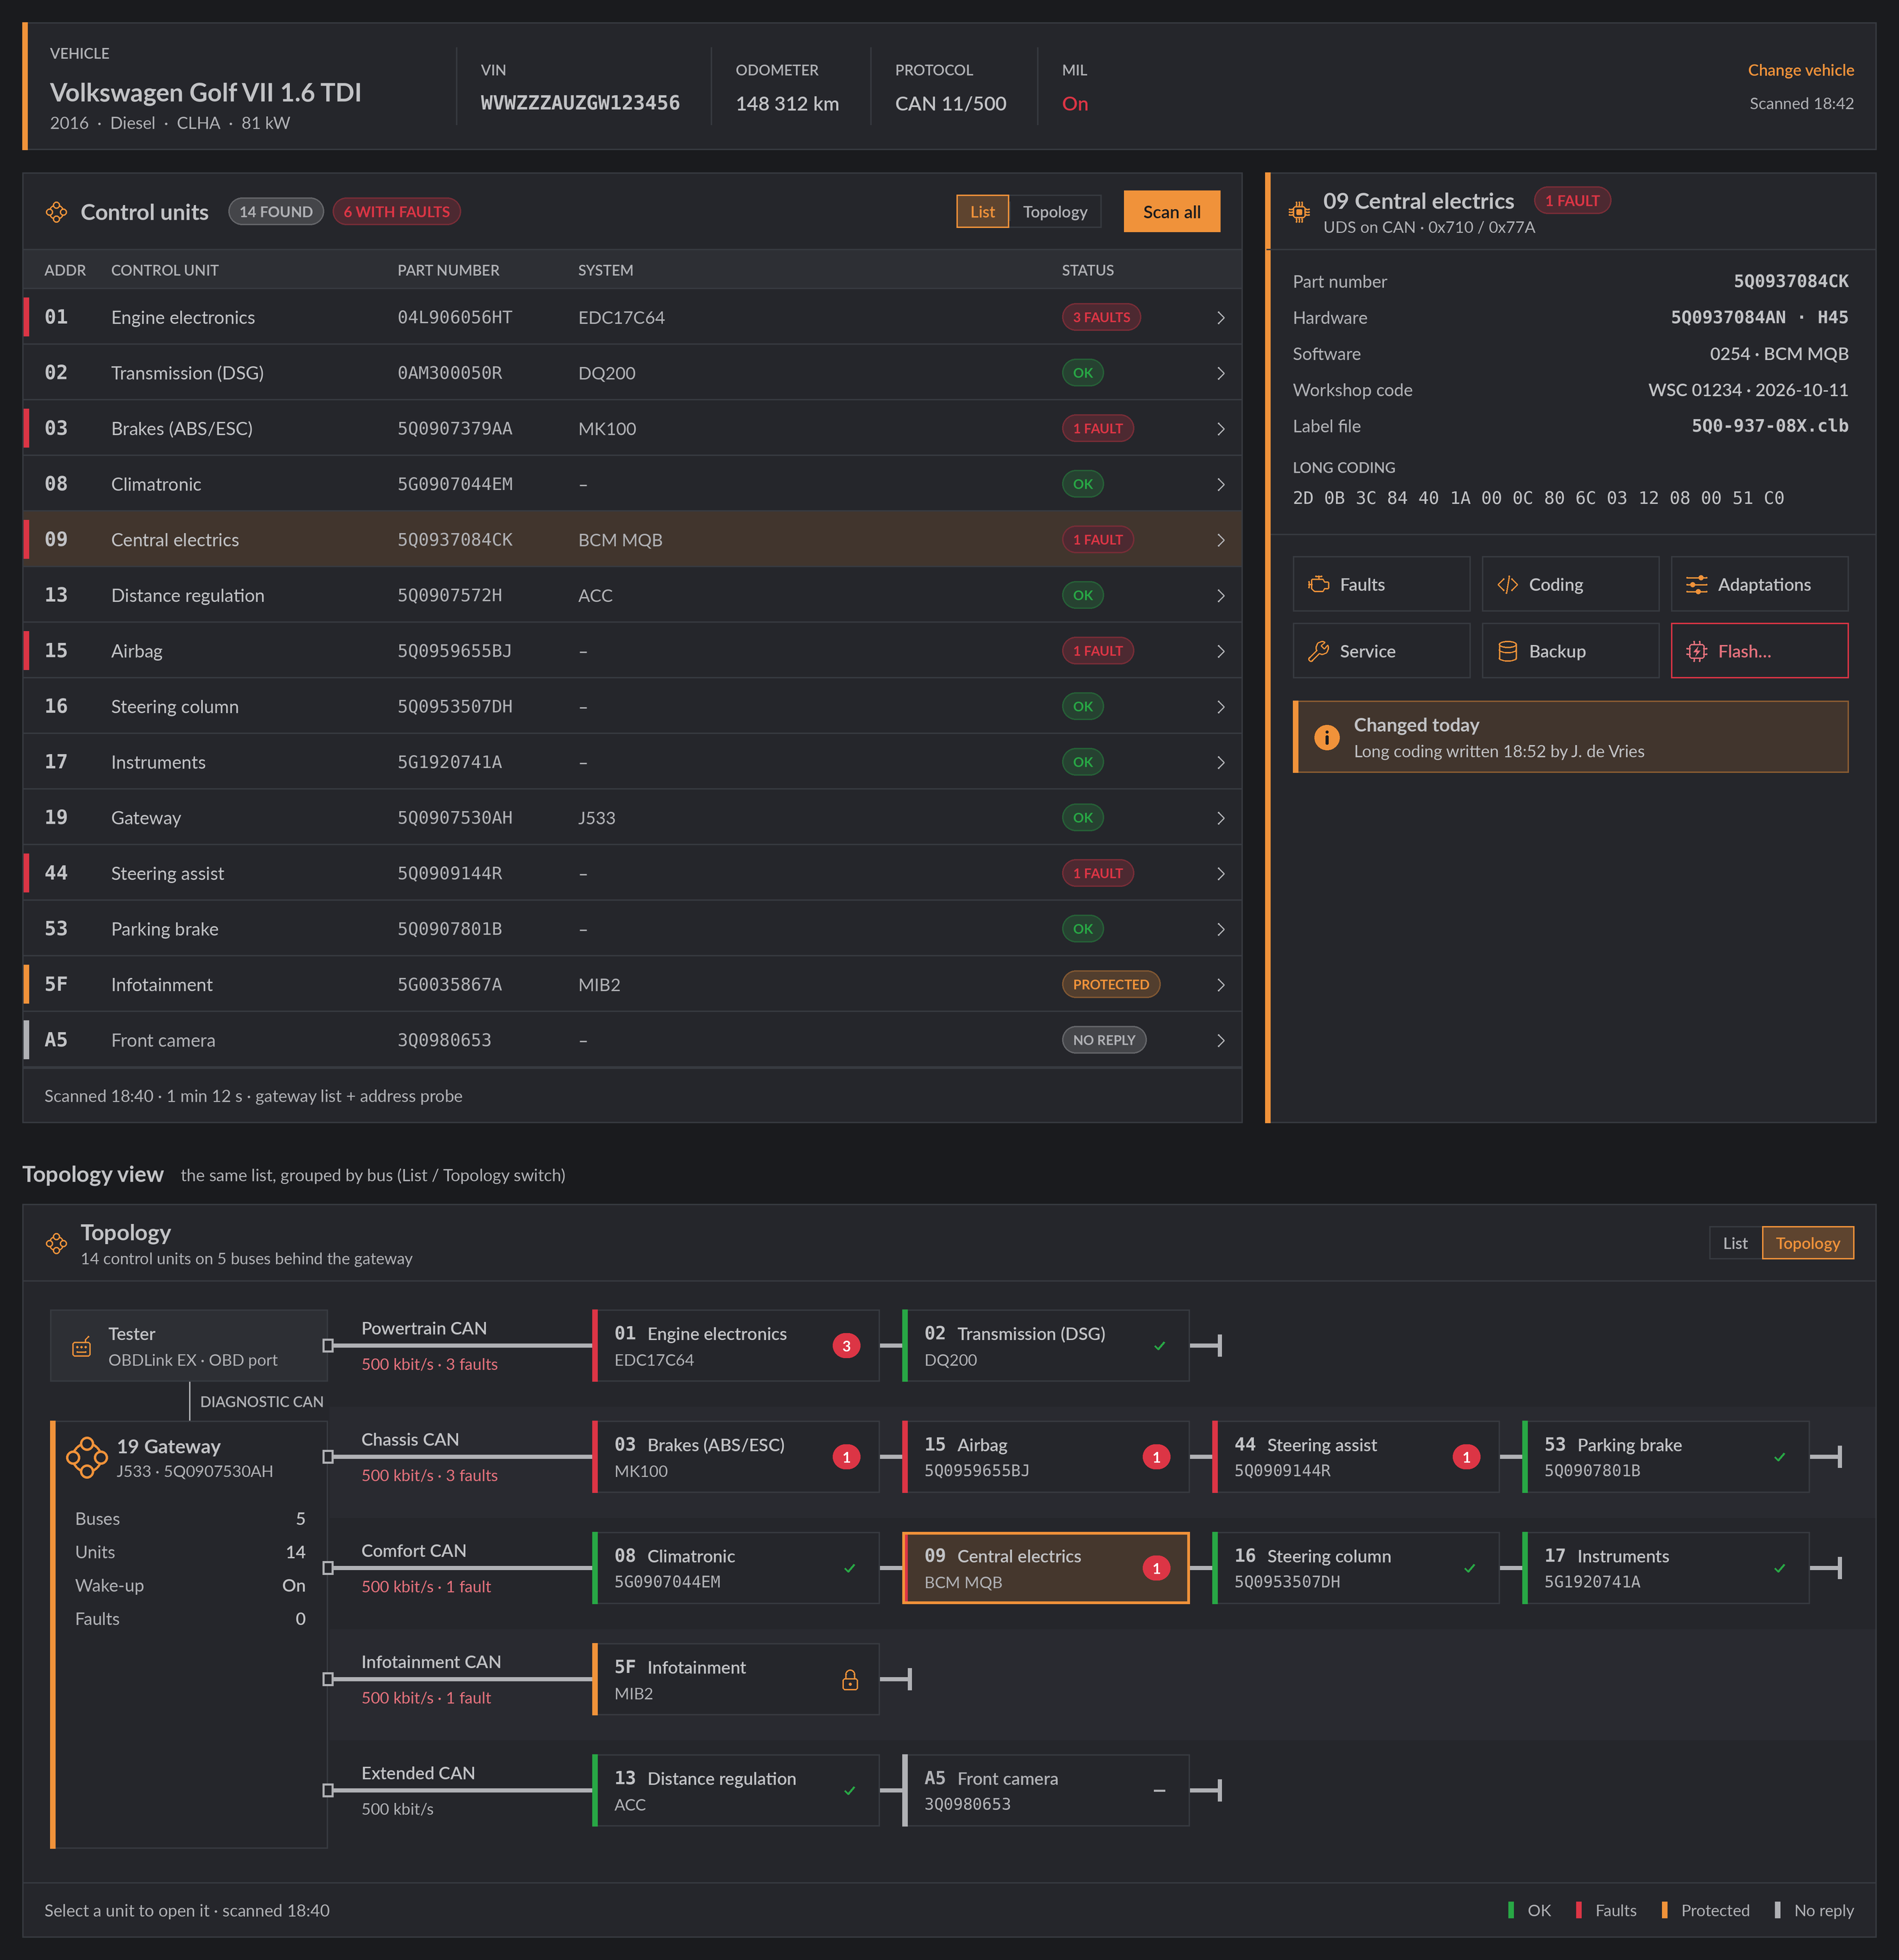 VEHICLE
Volkswagen Golf VII 1.6 TDI
2016 · Diesel · CLHA · 81 kW
VIN
WVWZZZAUZGW123456
ODOMETER
148 312 km
PROTOCOL
CAN 11/500
MIL
On
Change vehicle
Scanned 18:42
Control units 14 FOUND 6 WITH FAULTS List Topology Scan all
ADDR CONTROL UNIT PART NUMBER SYSTEM STATUS
01 Engine electronics 04L906056HT EDC17C64 3 FAULTS
02 Transmission (DSG) 0AM300050R DQ200 OK
03 Brakes (ABS/ESC) 5Q0907379AA MK100 1 FAULT
08 Climatronic 5G0907044EM – OK
09 Central electrics 5Q0937084CK BCM MQB 1 FAULT
13 Distance regulation 5Q0907572H ACC OK
15 Airbag 5Q0959655BJ – 1 FAULT
16 Steering column 5Q0953507DH – OK
17 Instruments 5G1920741A – OK
19 Gateway 5Q0907530AH J533 OK
44 Steering assist 5Q0909144R – 1 FAULT
53 Parking brake 5Q0907801B – OK
5F Infotainment 5G0035867A MIB2 PROTECTED
A5 Front camera 3Q0980653 – NO REPLY
Scanned 18:40 · 1 min 12 s · gateway list + address probe
09 Central electrics 1 FAULT
UDS on CAN · 0x710 / 0x77A
Part number 5Q0937084CK
Hardware 5Q0937084AN · H45
Software 0254 · BCM MQB
Workshop code WSC 01234 · 2026-10-11
Label file 5Q0-937-08X.clb
LONG CODING
2D 0B 3C 84 40 1A 00 0C 80 6C 03 12 08 00 51 C0
Faults Coding Adaptations
Service Backup Flash...
Changed today
Long coding written 18:52 by J. de Vries
Topology view the same list, grouped by bus (List / Topology switch)
Topology
14 control units on 5 buses behind the gateway
List Topology
Tester
OBDLink EX · OBD port
DIAGNOSTIC CAN
19 Gateway
J533 · 5Q0907530AH
Buses 5
Units 14
Wake-up On
Faults 0
Powertrain CAN
500 kbit/s · 3 faults
01 Engine electronics
EDC17C64
3
02 Transmission (DSG)
DQ200
Chassis CAN
500 kbit/s · 3 faults
03 Brakes (ABS/ESC)
MK100
1
15 Airbag
5Q0959655BJ
1
44 Steering assist
5Q0909144R
1
53 Parking brake
5Q0907801B
Comfort CAN
500 kbit/s · 1 fault
08 Climatronic
5G0907044EM
09 Central electrics
BCM MQB
1
16 Steering column
5Q0953507DH
17 Instruments
5G1920741A
Infotainment CAN
500 kbit/s · 1 fault
5F Infotainment
MIB2
Extended CAN
500 kbit/s
13 Distance regulation
ACC
A5 Front camera
3Q0980653
–
Select a unit to open it · scanned 18:40
OK Faults Protected No reply